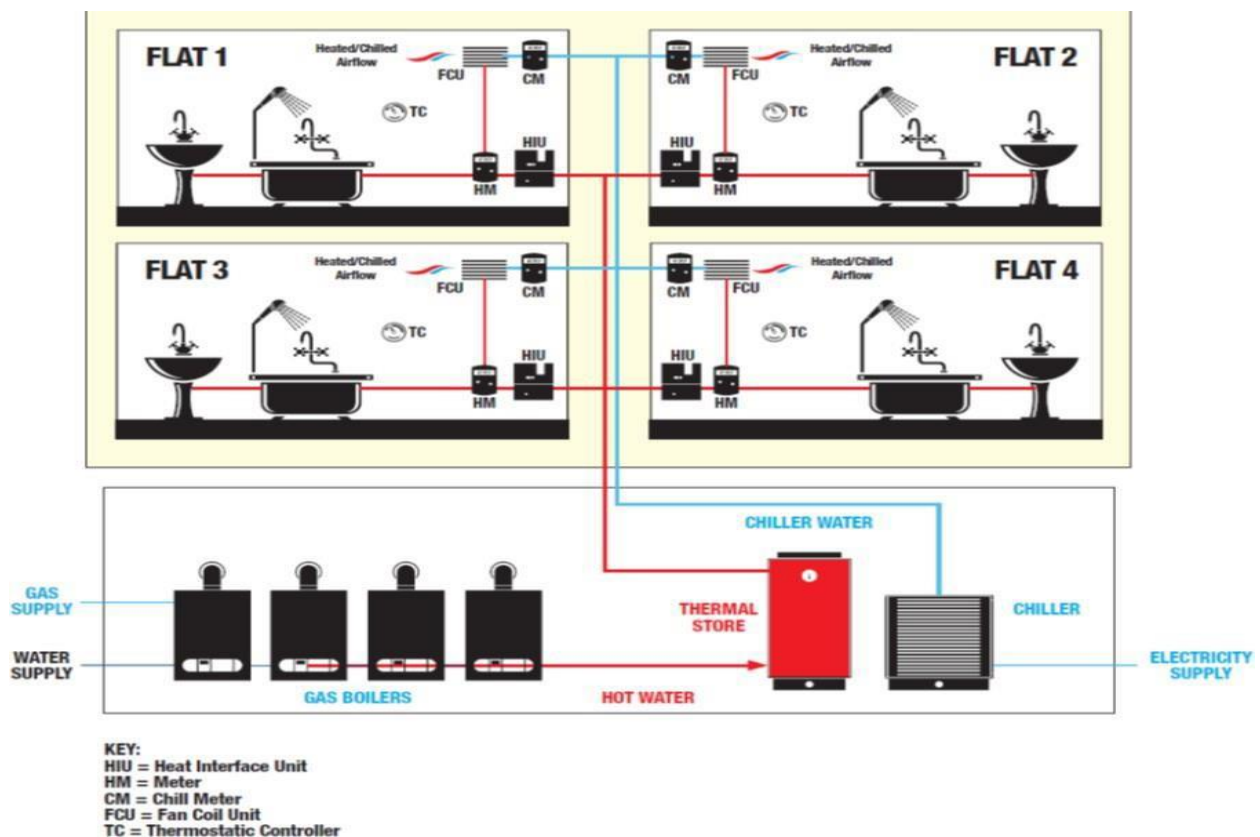 FLAT 1
Heated/Chilled
Airflow
FCU
CM
TC
HIU
HM
CM
FCU
Heated/Chilled
Airflow
FLAT 2
TC
HIU
HM
FLAT 3
Heated/Chilled
Airflow
FCU
CM
TC
HIU
HM
CM
FCU
Heated/Chilled
Airflow
FLAT 4
TC
HIU
HM
CHILLER WATER
GAS
SUPPLY
WATER
SUPPLY
GAS BOILERS
HOT WATER
THERMAL
STORE
CHILLER
ELECTRICITY
SUPPLY
KEY:
HIU = Heat Interface Unit
HM = Meter
CM = Chill Meter
FCU = Fan Coil Unit
TC = Thermostatic Controller